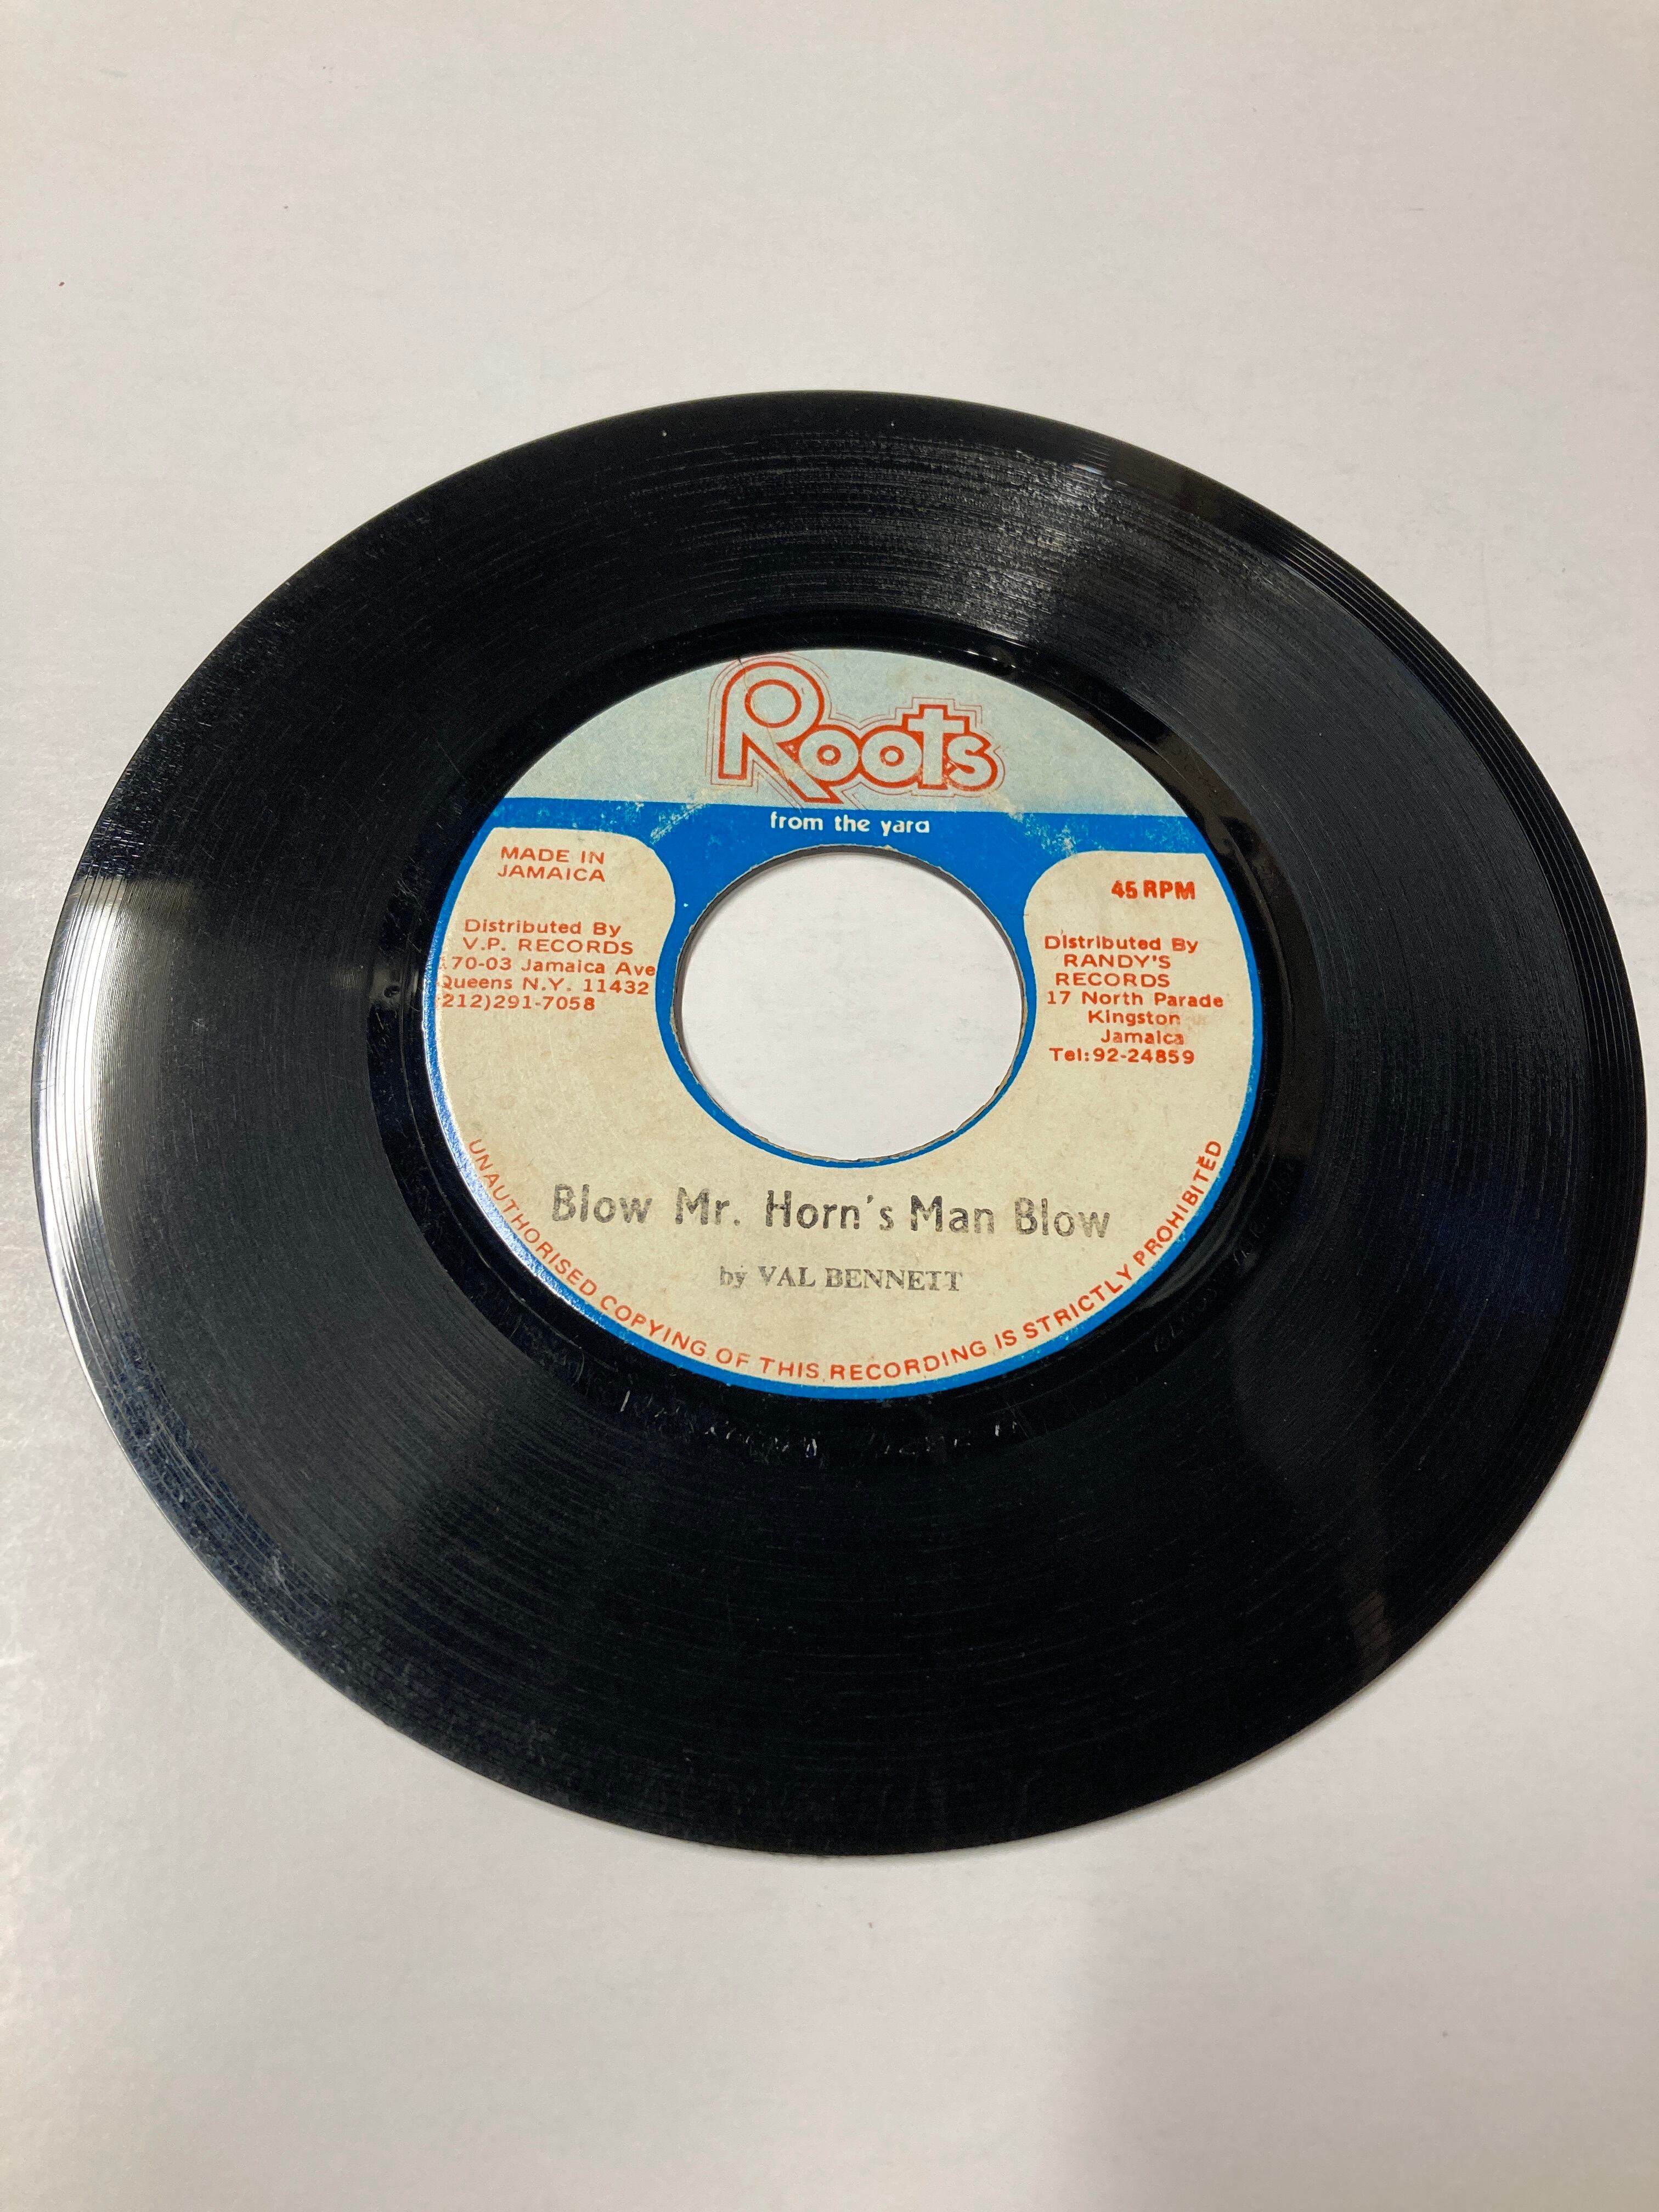 Roots
from the yard
MADE IN
JAMAICA
Distributed By
V.P. RECORDS
170-03 Jamaica Ave
Queens N.Y. 11432
(212)291-7058
45 RPM
Distributed By
RANDY'S
RECORDS
17 North Parade
Kingston
Jamaica
Tel:92-24859
Blow Mr. Horn's Man Blow
by VAL BENNETT
UNAUTHORISED COPYING OF THIS RECORDING IS STRICTLY PROHIBITED